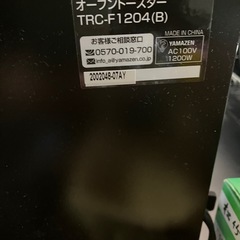 オーブントースター
TRC-F1204(B)
お客様ご相談窓口
0570-019-700
info_e@yamazen.co.jp
2002048-07AY
MADE IN CHINA
YAMAZEN
AC100V
1200W